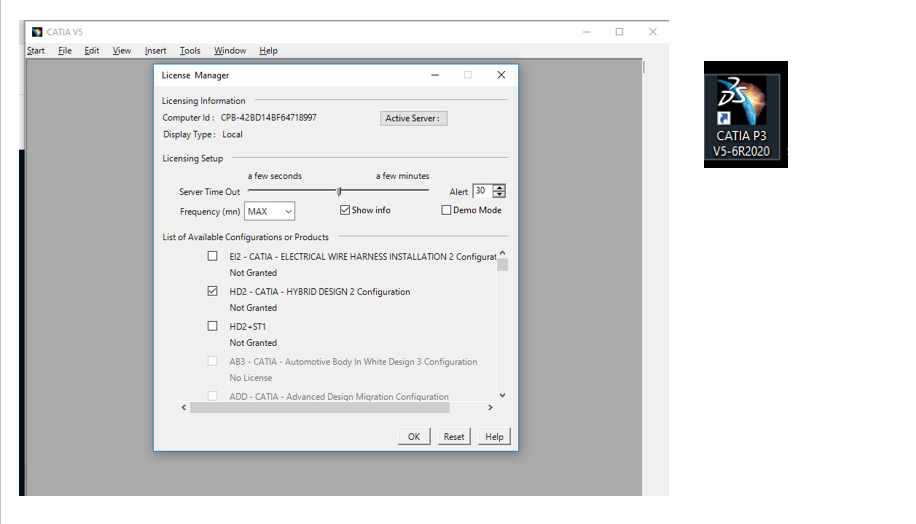 CATIA V5
Start File Edit View Insert Tools Window Help
License Manager
Licensing Information
Computer Id : CPB-42BD14BF64718997
Active Server :
Display Type : Local
Licensing Setup
a few seconds a few minutes
Server Time Out
Alert 30
Frequency (mn) MAX
Show info
Demo Mode
List of Available Configurations or Products
EI2 - CATIA - ELECTRICAL WIRE HARNESS INSTALLATION 2 Configurat
Not Granted
HD2 - CATIA - HYBRID DESIGN 2 Configuration
Not Granted
HD2+ST1
Not Granted
AB3 - CATIA - Automotive Body In White Design 3 Configuration
No License
ADD - CATIA - Advanced Design Migration Configuration
OK Reset Help
CATIA P3
V5-6R2020